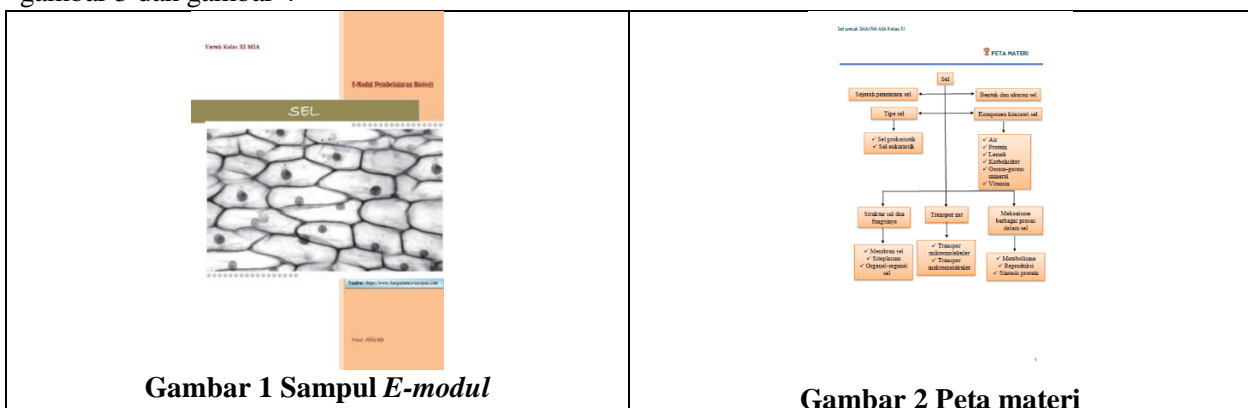 gambar 3 dan gambar 4.
Untuk Kelas XI MIA
E-Modul Pembelajaran Biologi
SEL
Sumber: https://www.
Nur
Gambar 1 Sampul E-modul
Sel untuk SMA/MA MIA Kelas XI
PETA MATERI
Sel
Sejarah penemuan sel
Bentuk dan ukuran sel
Tipe sel
Komponen kimiawi sel
✓ Sel prokariotik
✓ Sel eukariotik
✓ Air
✓ Protein
✓ Lemak
✓ Karbohidrat
✓ Garam-garam
mineral
✓ Vitamin
Struktur sel dan
fungsinya
Transpor zat
Mekanisme
berbagai proses
dalam sel
✓ Membran sel
✓ Sitoplasma
✓ Organel-organel
sel
✓ Transpor
mikromolekuler
✓ Transpor
makromolekuler
✓ Metabolisme
✓ Reproduksi
✓ Sintesis protein
Gambar 2 Peta materi